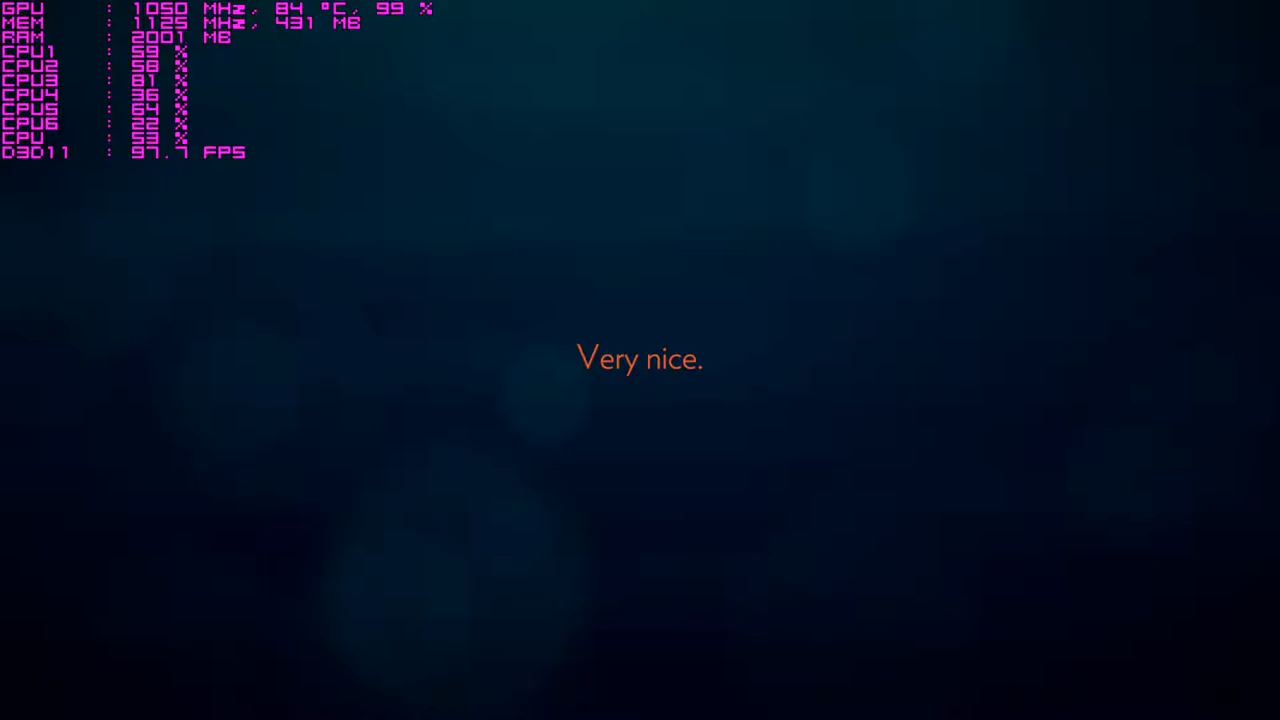 GPU : 1050 MHz, 84 °C, 99 %
MEM : 1125 MHz, 431 MB
RAM : 2001 MB
CPU1 : 59 %
CPU2 : 58 %
CPU3 : 81 %
CPU4 : 36 %
CPU5 : 64 %
CPU6 : 22 %
CPU : 53 %
D3D11 : 97.7 FPS
Very nice.